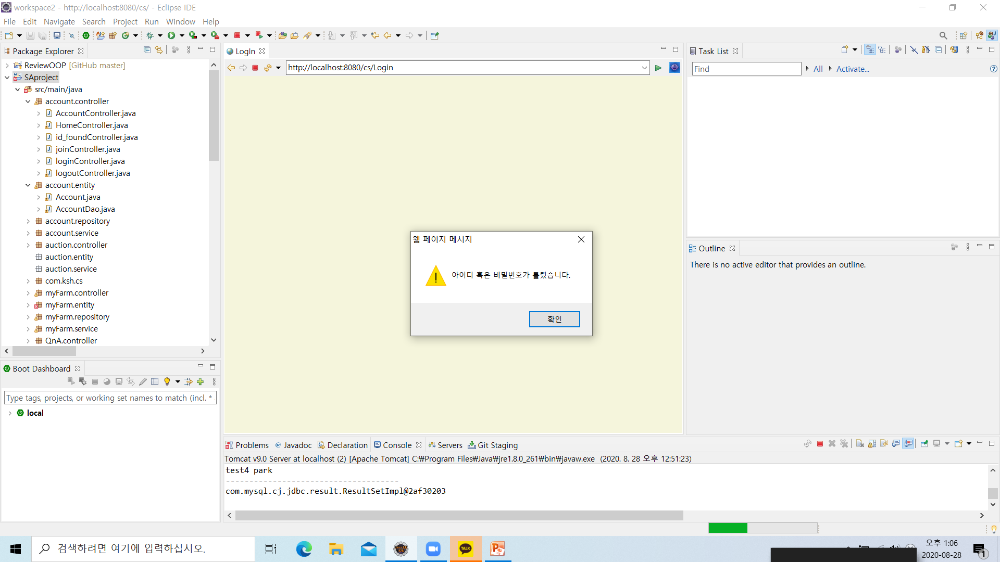 workspace2 - http://localhost:8080/cs/ - Eclipse IDE
File Edit Navigate Search Project Run Window Help
Package Explorer
ReviewOOP [GitHub master]
SAproject
src/main/java
account.controller
AccountController.java
HomeController.java
id_foundController.java
joinController.java
loginController.java
logoutController.java
account.entity
Account.java
AccountDao.java
account.repository
account.service
auction.controller
auction.entity
auction.service
com.ksh.cs
myFarm.controller
myFarm.entity
myFarm.repository
myFarm.service
QnA.controller
Boot Dashboard
Type tags, projects, or working set names to match (incl. *
local
LogIn
http://localhost:8080/cs/Login
웹 페이지 메시지
아이디 혹은 비밀번호가 틀렸습니다.
확인
Task List
Find All Activate...
Outline
There is no active editor that provides an outline.
Problems @ Javadoc Declaration Console Servers Git Staging
Tomcat v9.0 Server at localhost (2) [Apache Tomcat] C:₩Program Files₩Java₩jre1.8.0_261₩bin₩javaw.exe (2020. 8. 28 오후 12:51:23)
test4 park
-------------------------------------
com.mysql.cj.jdbc.result.ResultSetImpl@2af30203
검색하려면 여기에 입력하십시오.
TALK
오후 1:06
2020-08-28
1